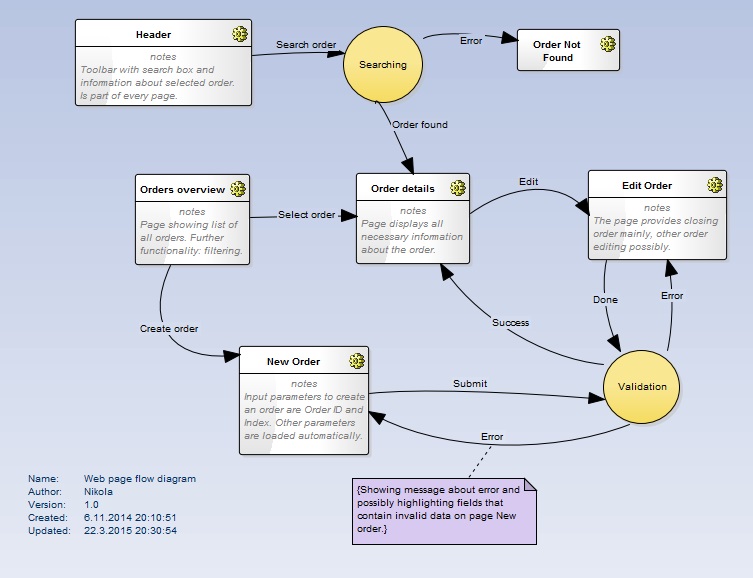 Header
notes
Toolbar with search box and
information about selected order.
Is part of every page.
Search order
Searching
Error
Order Not
Found
Order found
Orders overview
notes
Page showing list of
all orders. Further
functionality: filtering.
Select order
Order details
notes
Page displays all
necessary infomation
about the order.
Edit
Edit Order
notes
The page provides closing
order mainly, other order
editing possibly.
Done
Error
Create order
Success
New Order
notes
Input parameters to create
an order are Order ID and
Index. Other parameters
are loaded automatically.
Submit
Validation
Error
{Showing message about error and
possibly highlighting fields that
contain invalid data on page New
order.}
Name: Web page flow diagram
Author: Nikola
Version: 1.0
Created: 6.11.2014 20:10:51
Updated: 22.3.2015 20:30:54